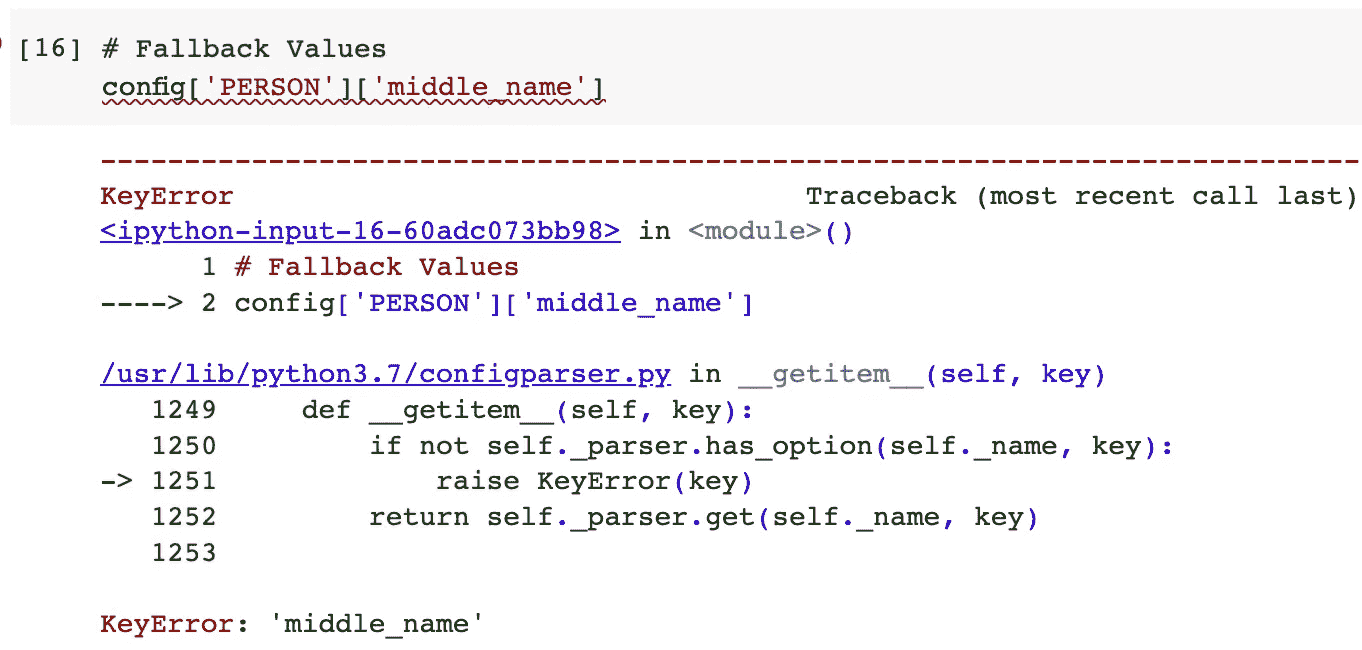 [16] # Fallback Values
config['PERSON']['middle_name']
--------------------------------------------------------------------------
KeyError                                  Traceback (most recent call last)
<ipython-input-16-60adc073bb98> in <module>()
      1 # Fallback Values
----> 2 config['PERSON']['middle_name']
/usr/lib/python3.7/configparser.py in __getitem__(self, key)
   1249     def __getitem__(self, key):
   1250         if not self._parser.has_option(self._name, key):
-> 1251             raise KeyError(key)
   1252         return self._parser.get(self._name, key)
   1253
KeyError: 'middle_name'